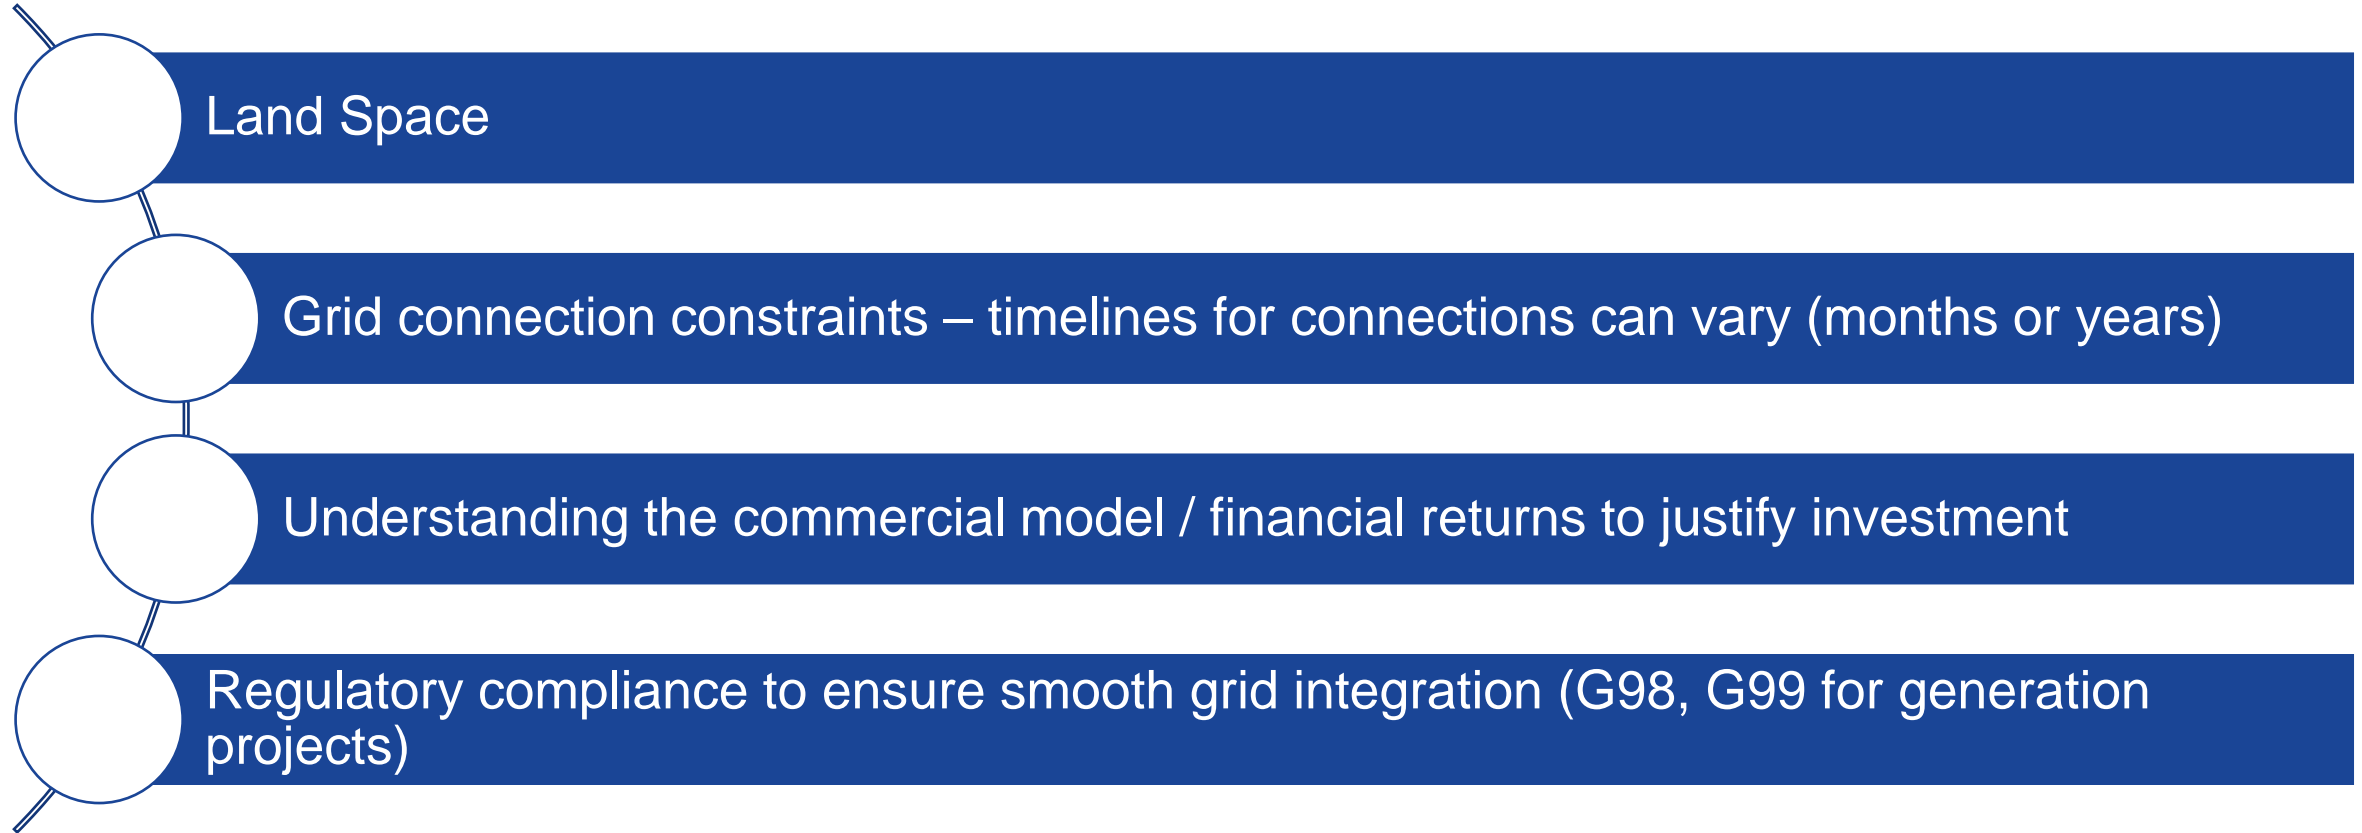 Land Space
Grid connection constraints – timelines for connections can vary (months or years)
Understanding the commercial model / financial returns to justify investment
Regulatory compliance to ensure smooth grid integration (G98, G99 for generation
projects)